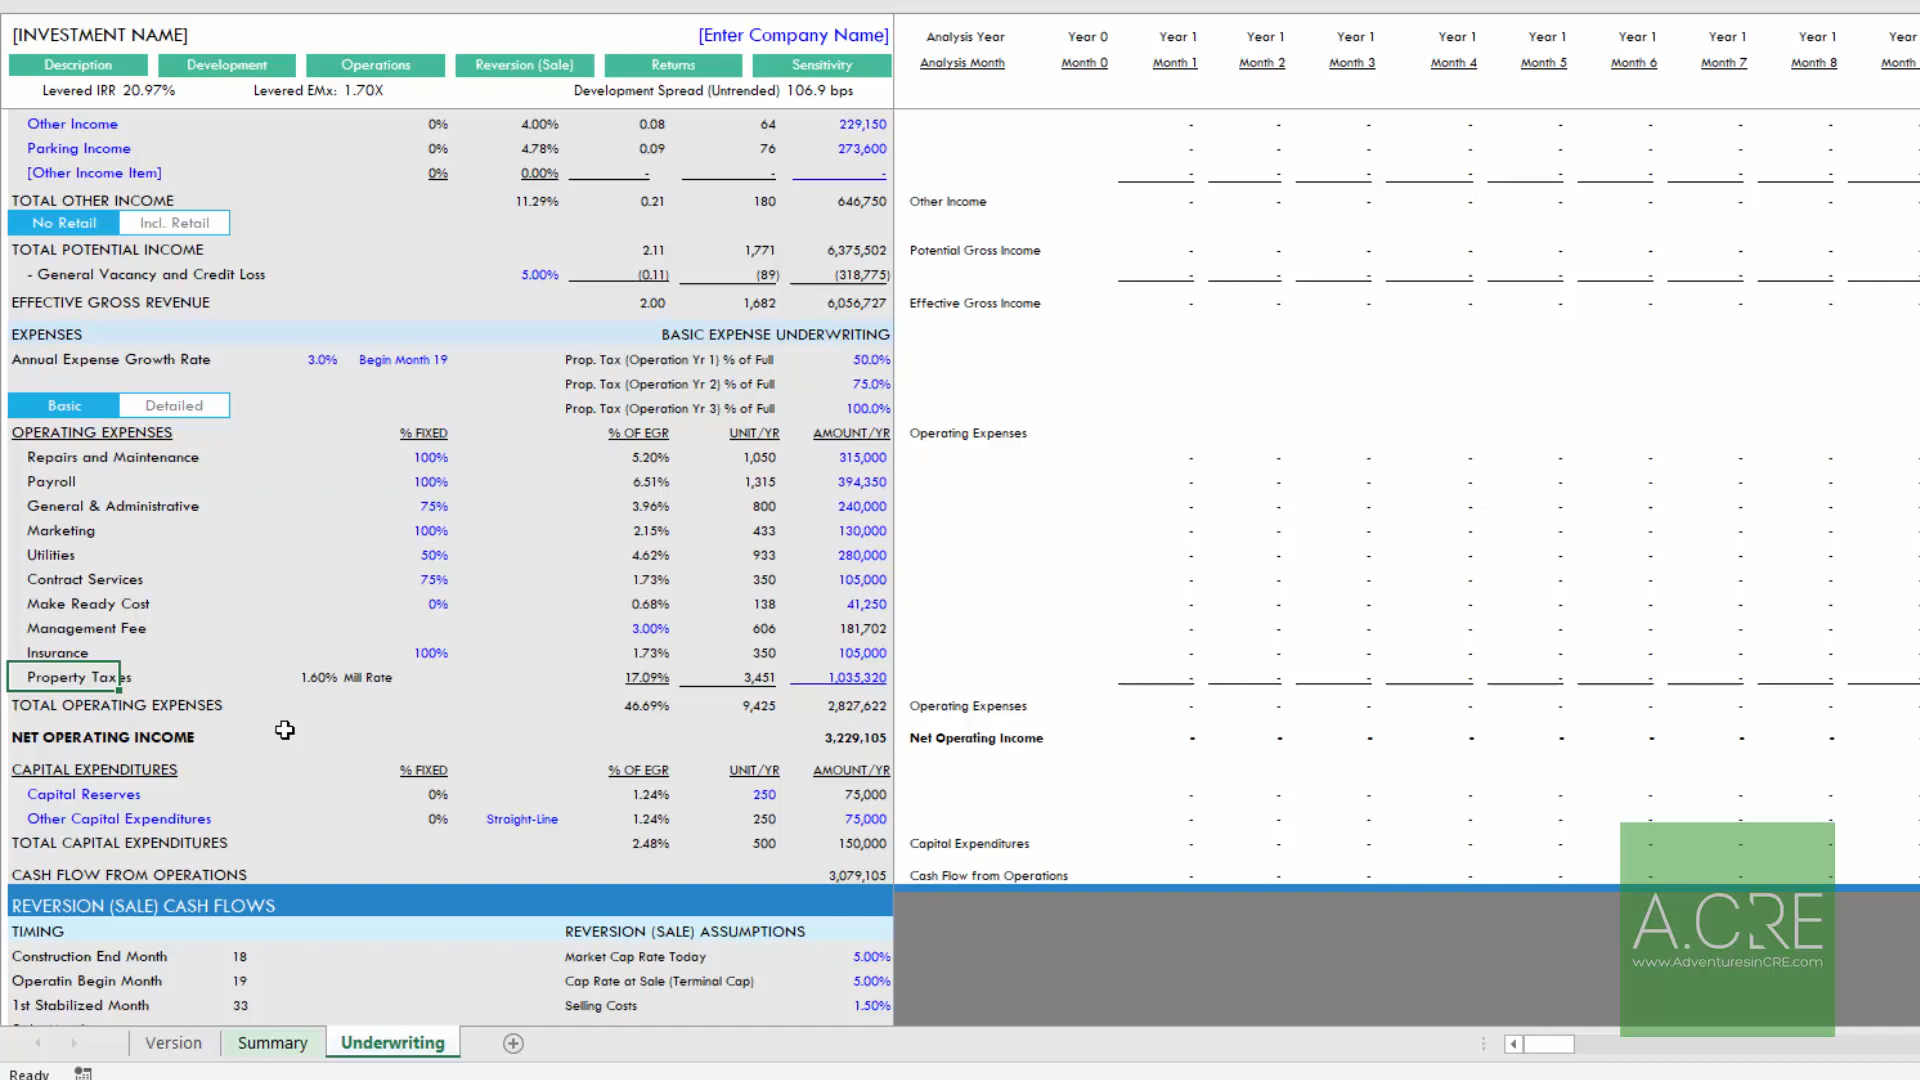 [INVESTMENT NAME] [Enter Company Name] Analysis Year Year 0 Year 1 Year 1 Year 1 Year 1 Year 1 Year 1 Year 1 Year 1 Year
Description Development Operations Reversion (Sale) Returns Sensitivity Analysis Month Month 0 Month 1 Month 2 Month 3 Month 4 Month 5 Month 6 Month 7 Month 8 Month
Levered IRR 20.97% Levered EMx: 1.70X Development Spread (Untrended) 106.9 bps
Other Income 0% 4.00% 0.08 64 229,150 - - - - - - - -
Parking Income 0% 4.78% 0.09 76 273,600 - - - - - - - -
[Other Income Item] 0% 0.00% - - - - - - - - - - -
TOTAL OTHER INCOME 11.29% 0.21 180 646,750 Other Income - - - - - - - -
No Retail Incl. Retail
TOTAL POTENTIAL INCOME 2.11 1,771 6,375,502 Potential Gross Income - - - - - - - -
- General Vacancy and Credit Loss 5.00% (0.11) (89) (318,775) - - - - - - - -
EFFECTIVE GROSS REVENUE 2.00 1,682 6,056,727 Effective Gross Income - - - - - - - -
EXPENSES BASIC EXPENSE UNDERWRITING
Annual Expense Growth Rate 3.0% Begin Month 19 Prop. Tax (Operation Yr 1) % of Full 50.0%
Prop. Tax (Operation Yr 2) % of Full 75.0%
Basic Detailed Prop. Tax (Operation Yr 3) % of Full 100.0%
OPERATING EXPENSES % FIXED % OF EGR UNIT/YR AMOUNT/YR Operating Expenses
Repairs and Maintenance 100% 5.20% 1,050 315,000 - - - - - - - -
Payroll 100% 6.51% 1,315 394,350 - - - - - - - -
General & Administrative 75% 3.96% 800 240,000 - - - - - - - -
Marketing 100% 2.15% 433 130,000 - - - - - - - -
Utilities 50% 4.62% 933 280,000 - - - - - - - -
Contract Services 75% 1.73% 350 105,000 - - - - - - - -
Make Ready Cost 0% 0.68% 138 41,250 - - - - - - - -
Management Fee 3.00% 606 181,702 - - - - - - - -
Insurance 100% 1.73% 350 105,000 - - - - - - - -
Property Taxes 1.60% Mill Rate 17.09% 3,451 1,035,320 - - - - - - - -
TOTAL OPERATING EXPENSES 46.69% 9,425 2,827,622 Operating Expenses - - - - - - - -
NET OPERATING INCOME 3,229,105 Net Operating Income - - - - - - - -
CAPITAL EXPENDITURES % FIXED % OF EGR UNIT/YR AMOUNT/YR
Capital Reserves 0% 1.24% 250 75,000 - - - - - - - -
Other Capital Expenditures 0% Straight-Line 1.24% 250 75,000 - - - - - - - -
TOTAL CAPITAL EXPENDITURES 2.48% 500 150,000 Capital Expenditures - - - - - - - -
CASH FLOW FROM OPERATIONS 3,079,105 Cash Flow from Operations - - - - - - - -
REVERSION (SALE) CASH FLOWS
TIMING REVERSION (SALE) ASSUMPTIONS
Construction End Month 18 Market Cap Rate Today 5.00%
Operatin Begin Month 19 Cap Rate at Sale (Terminal Cap) 5.00%
1st Stabilized Month 33 Selling Costs 1.50%
A.CRE
www.AdventuresinCRE.com
Version Summary Underwriting
Ready